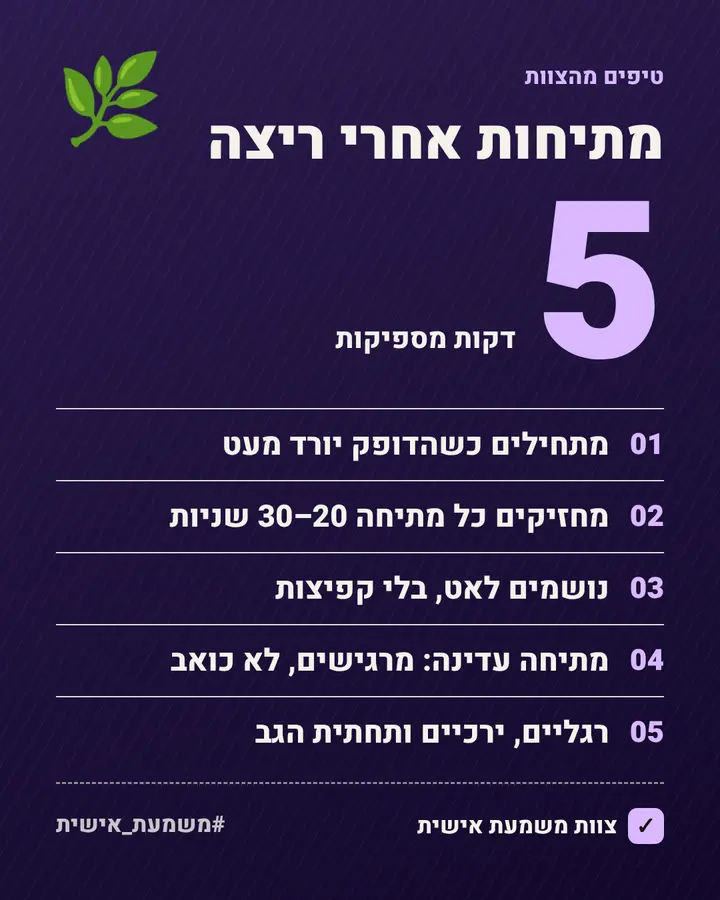 טיפים מהצוות
מתיחות אחרי ריצה
5 דקות מספיקות
01 מתחילים כשהדופק יורד מעט
02 מחזיקים כל מתיחה 20–30 שניות
03 נושמים לאט, בלי קפיצות
04 מתיחה עדינה: מרגישים, לא כואב
05 רגליים, ירכיים ותחתית הגב
✓ צוות משמעת אישית
#משמעת_אישית